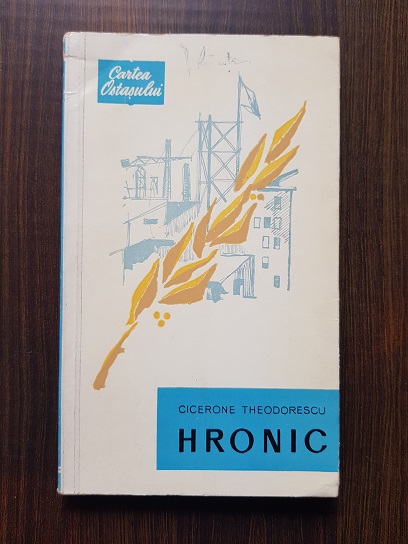 Cartea
Ostașului
CICERONE THEODORESCU
HRONIC